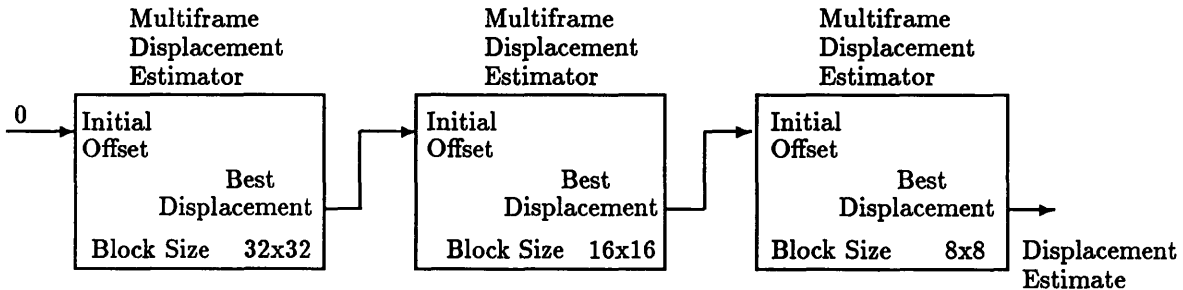 Multiframe
Displacement
Estimator
Multiframe
Displacement
Estimator
Multiframe
Displacement
Estimator
0
Initial
Offset
Best
Displacement
Block Size 32x32
Initial
Offset
Best
Displacement
Block Size 16x16
Initial
Offset
Best
Displacement
Block Size 8x8
Displacement
Estimate